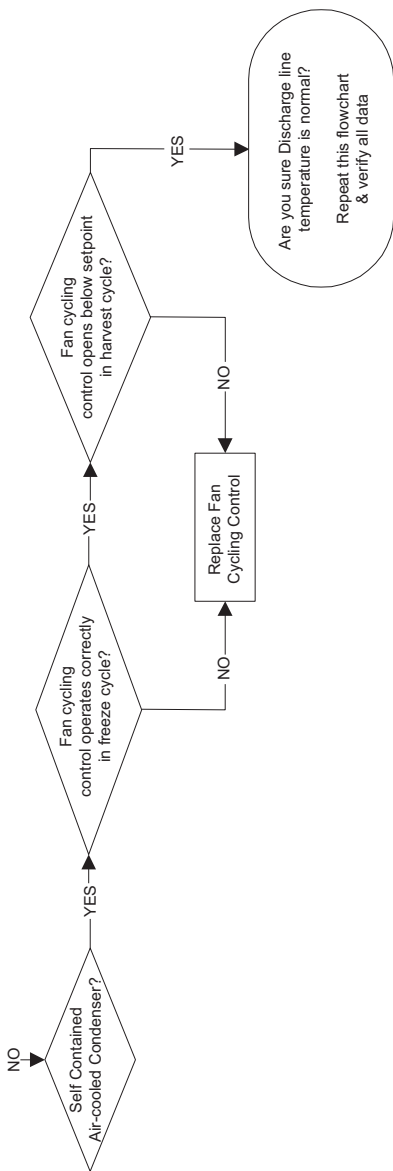 NO
Self Contained
Air-cooled Condenser?
YES
Fan cycling
control operates correctly
in freeze cycle?
NO
YES
Replace Fan
Cycling Control
Fan cycling
control opens below setpoint
in harvest cycle?
NO
YES
Are you sure Discharge line
temperature is normal?
Repeat this flowchart
& verify all data